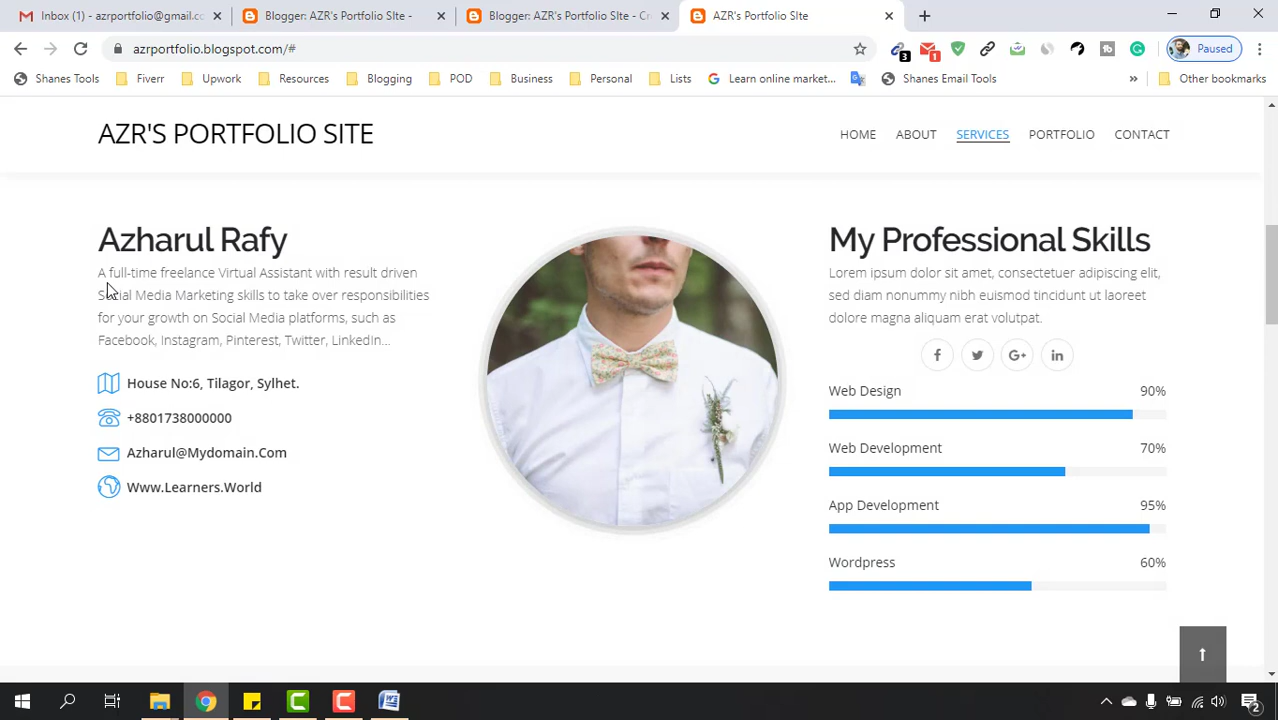 Inbox (1) - azrportfolio@gmail.c
Blogger: AZR's Portfolio SIte -
Blogger: AZR's Portfolio SIte - Cr
AZR's Portfolio SIte
azrportfolio.blogspot.com/#
3
1
Paused
Shanes Tools
Fiverr
Upwork
Resources
Blogging
POD
Business
Personal
Lists
Learn online market...
Shanes Email Tools
»
Other bookmarks
AZR'S PORTFOLIO SITE
HOME
ABOUT
SERVICES
PORTFOLIO
CONTACT
Azharul Rafy
A full-time freelance Virtual Assistant with result driven
Social Media Marketing skills to take over responsibilities
for your growth on Social Media platforms, such as
Facebook, Instagram, Pinterest, Twitter, LinkedIn...
House No:6, Tilagor, Sylhet.
+8801738000000
Azharul@Mydomain.Com
Www.Learners.World
My Professional Skills
Lorem ipsum dolor sit amet, consectetuer adipiscing elit,
sed diam nonummy nibh euismod tincidunt ut laoreet
dolore magna aliquam erat volutpat.
Web Design 90%
Web Development 70%
App Development 95%
Wordpress 60%
2